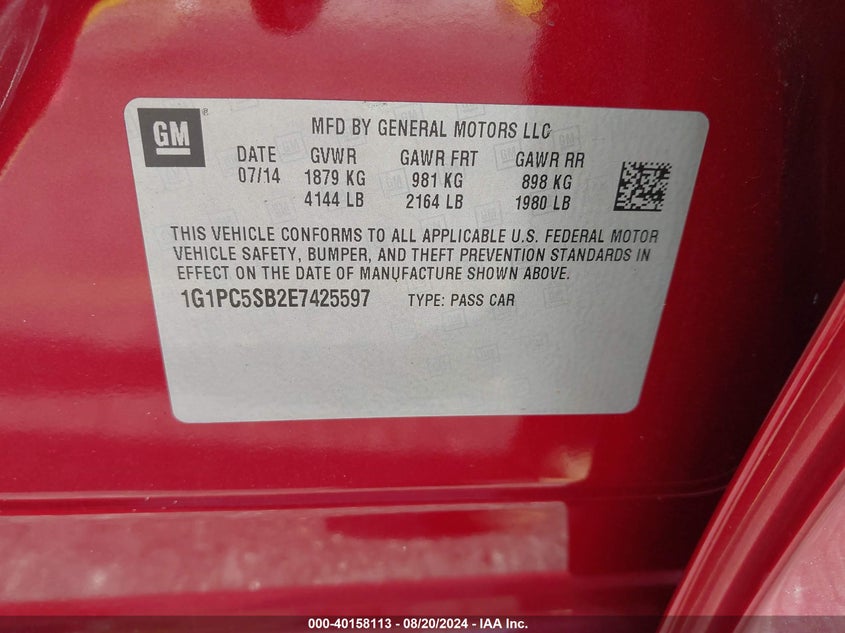 GM
MFD BY GENERAL MOTORS LLC
DATE GVWR GAWR FRT GAWR RR
07/14 1879 KG 981 KG 898 KG
4144 LB 2164 LB 1980 LB
THIS VEHICLE CONFORMS TO ALL APPLICABLE U.S. FEDERAL MOTOR
VEHICLE SAFETY, BUMPER, AND THEFT PREVENTION STANDARDS IN
EFFECT ON THE DATE OF MANUFACTURE SHOWN ABOVE.
1G1PC5SB2E7425597 TYPE: PASS CAR
000-40158113 - 08/20/2024 - IAA Inc.